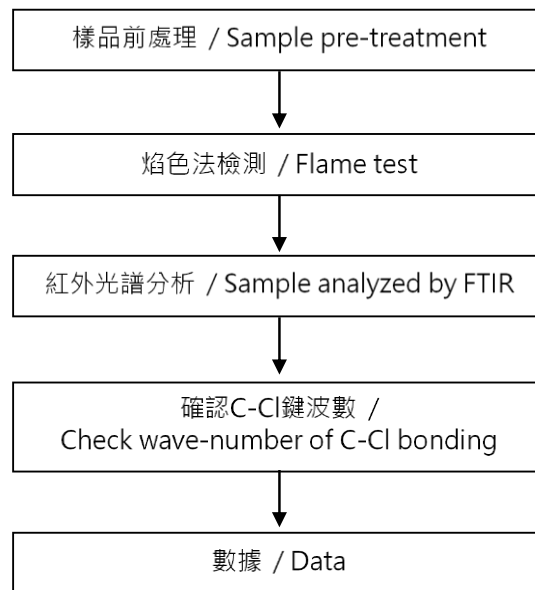 樣品前處理 / Sample pre-treatment
焰色法檢測 / Flame test
紅外光譜分析 / Sample analyzed by FTIR
確認C-Cl鍵波數 /
Check wave-number of C-Cl bonding
數據 / Data